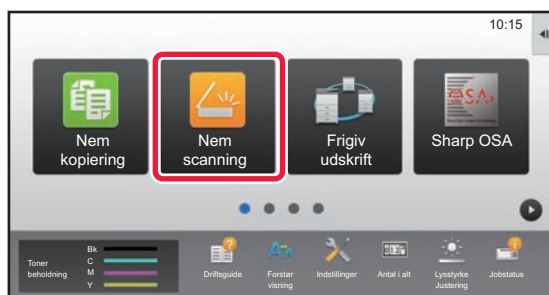 10:15
Nem
kopiering
Nem
scanning
Frigiv
udskrift
Sharp OSA
OSA
Toner
beholdning
Bk
C
M
Y
Driftsguide
Forstør
visning
Indstillinger
Antal i alt
Lysstyrke
Justering
Jobstatus